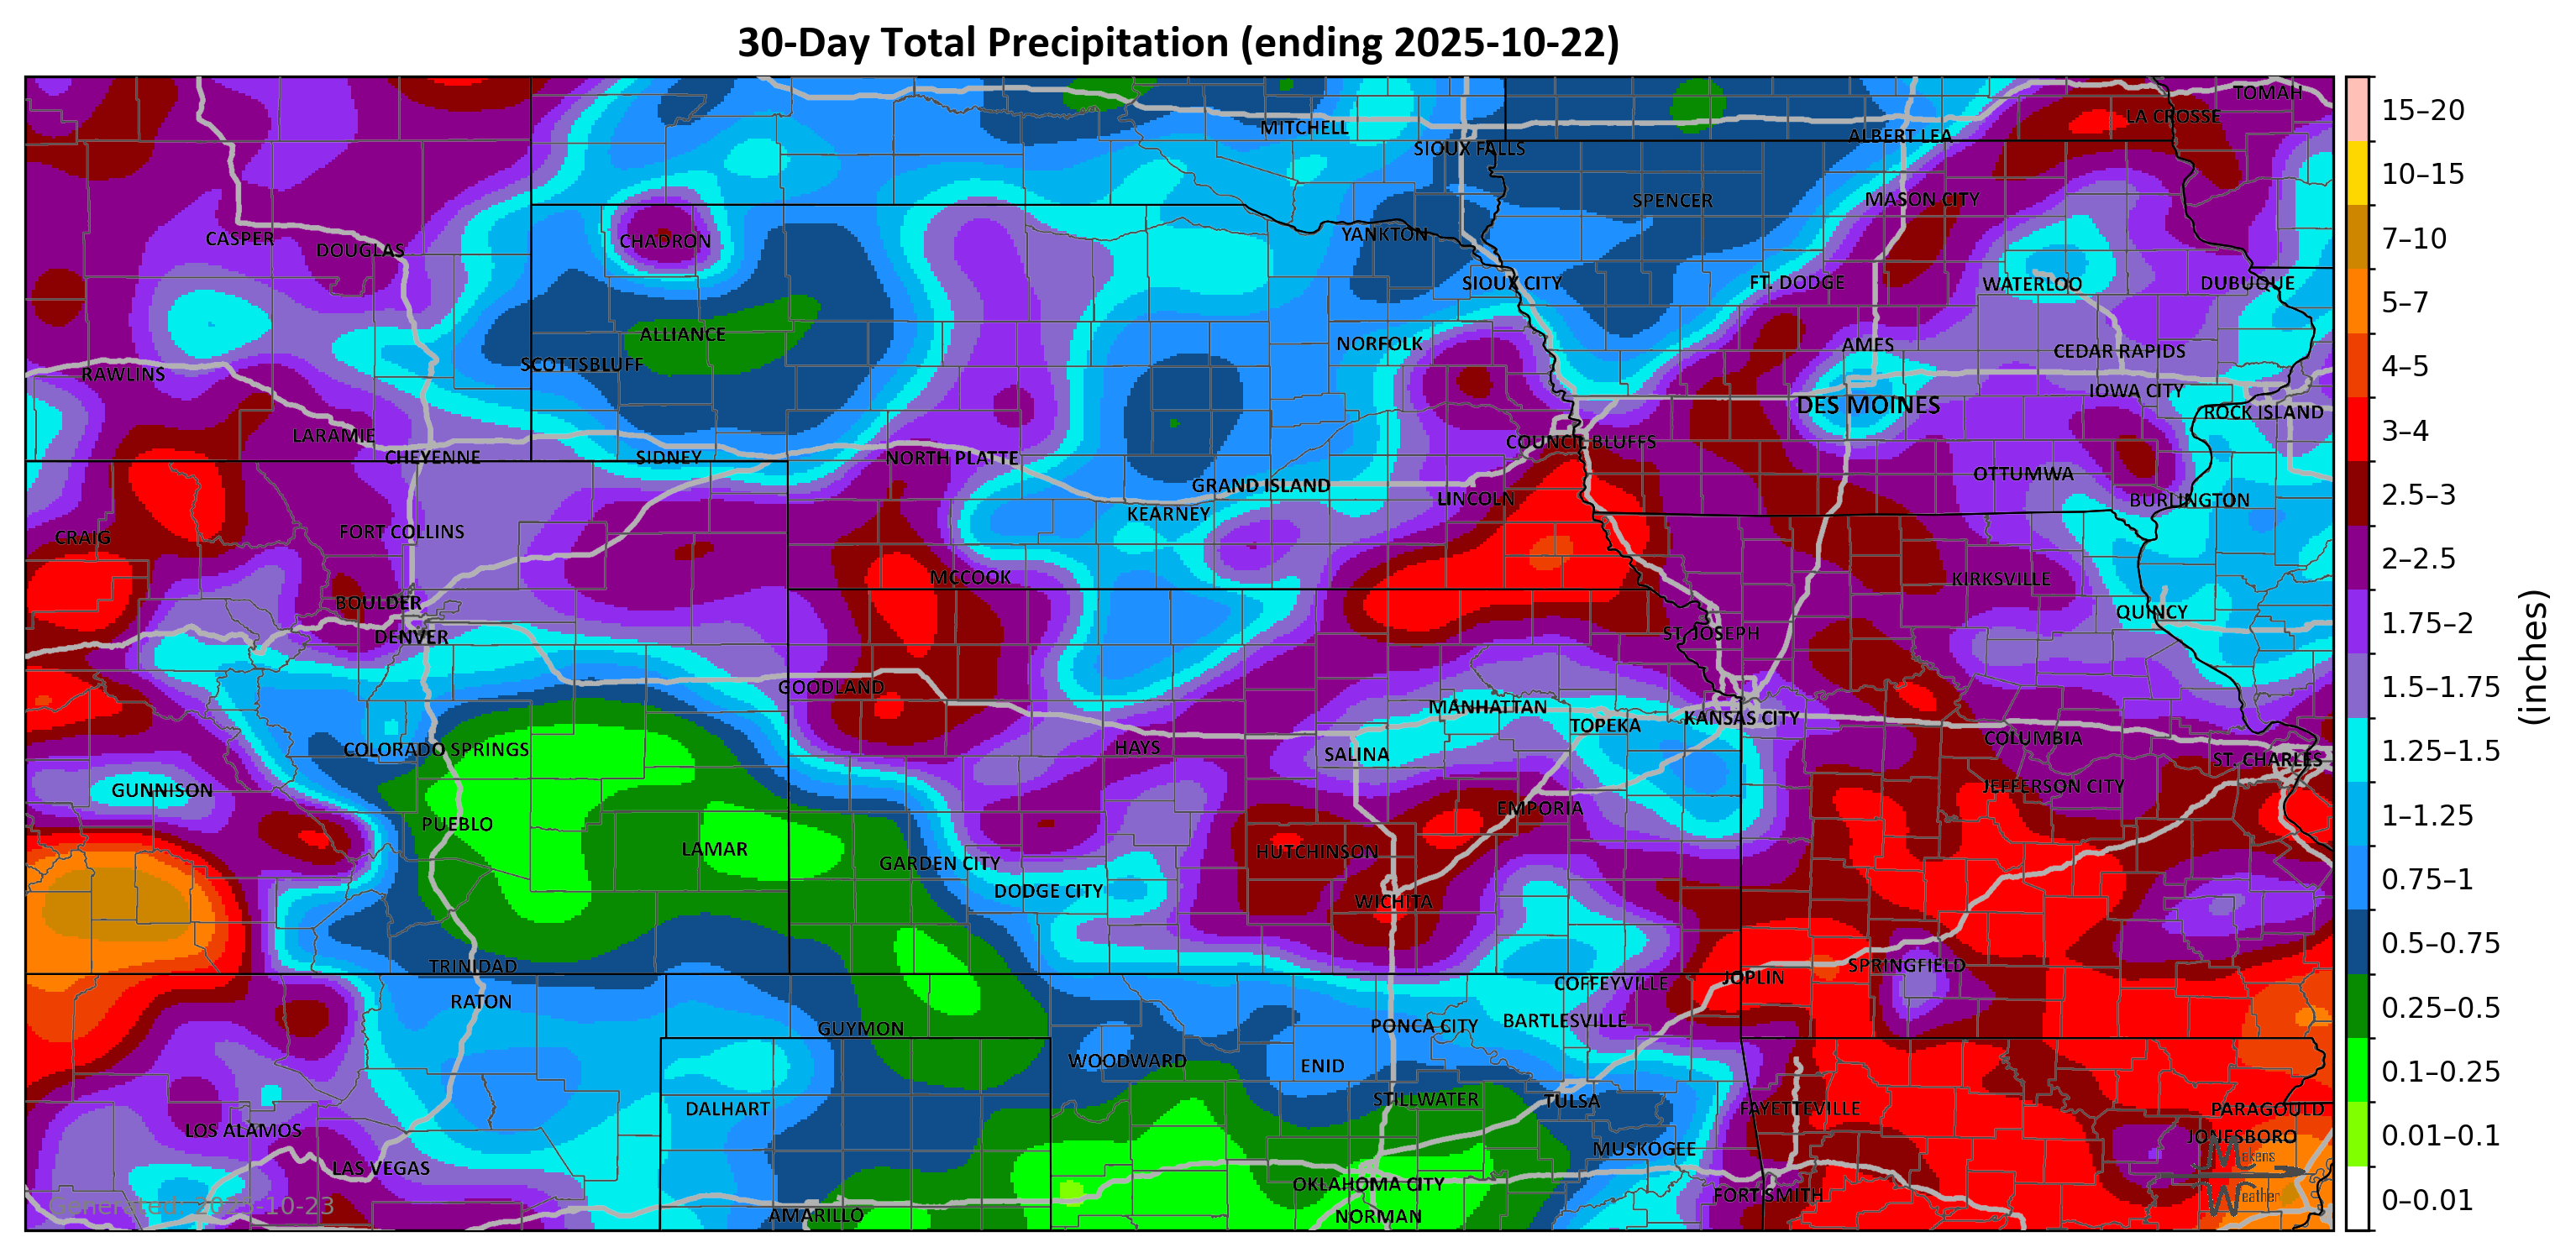 30-Day Total Precipitation (ending 2025-10-22)
TOMAH
LA CROSSE
MITCHELL
ALBERT LEA
SIOUX FALLS
SPENCER
MASON CITY
CASPER
DOUGLAS
CHADRON
YANKTON
SIOUX CITY
FT. DODGE
WATERLOO
DUBUQUE
ALLIANCE
NORFOLK
AMES
CEDAR RAPIDS
SCOTTSBLUFF
RAWLINS
IOWA CITY
DES MOINES
ROCK ISLAND
LARAMIE
COUNCIL BLUFFS
CHEYENNE
SIDNEY
NORTH PLATTE
OTTUMWA
GRAND ISLAND
LINCOLN
BURLINGTON
KEARNEY
FORT COLLINS
CRAIG
MCCOOK
KIRKSVILLE
BOULDER
QUINCY
DENVER
ST. JOSEPH
GOODLAND
MANHATTAN
KANSAS CITY
TOPEKA
COLUMBIA
COLORADO SPRINGS
HAYS
SALINA
ST. CHARLES
GUNNISON
JEFFERSON CITY
EMPORIA
PUEBLO
LAMAR
HUTCHINSON
GARDEN CITY
DODGE CITY
WICHITA
TRINIDAD
SPRINGFIELD
JOPLIN
COFFEYVILLE
RATON
BARTLESVILLE
PONCA CITY
GUYMON
WOODWARD
ENID
STILLWATER
TULSA
DALHART
FAYETTEVILLE
PARAGOULD
LOS ALAMOS
JONESBORO
MUSKOGEE
LAS VEGAS
OKLAHOMA CITY
FORT SMITH
AMARILLO
NORMAN
Generated: 2025-10-23
Makens
Weather
15–20
10–15
7–10
5–7
4–5
3–4
2.5–3
2–2.5
1.75–2
1.5–1.75
1.25–1.5
1–1.25
0.75–1
0.5–0.75
0.25–0.5
0.1–0.25
0.01–0.1
0–0.01
(inches)